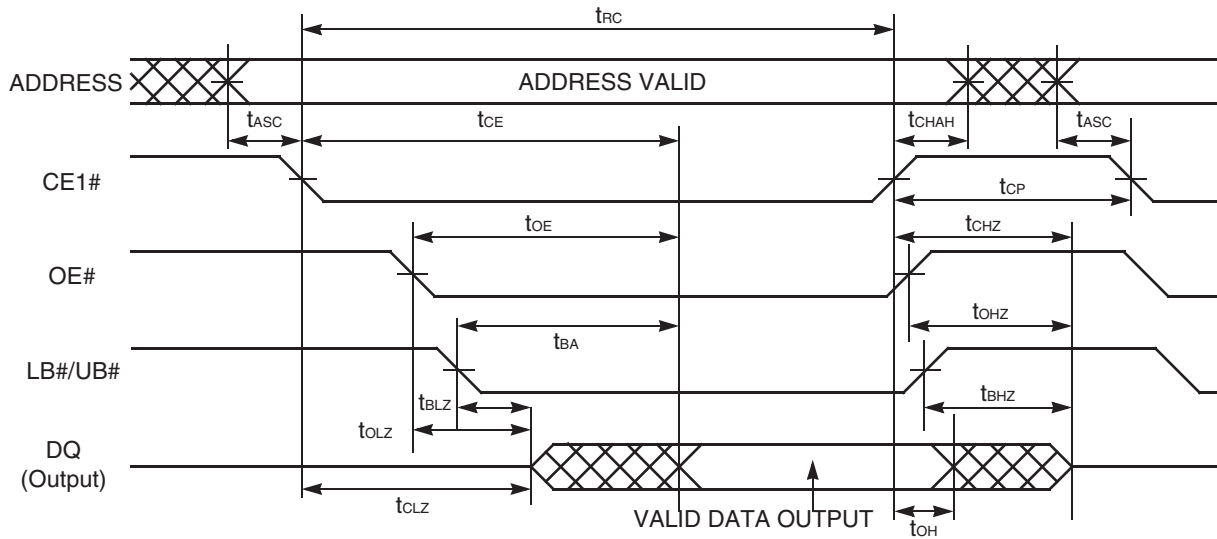 tRC
ADDRESS
ADDRESS VALID
tASC
tCE
tCHAH
tASC
CE1#
tCP
tOE
tCHZ
OE#
tOHZ
tBA
LB#/UB#
tBLZ
tBHZ
tOLZ
DQ
(Output)
tCLZ
VALID DATA OUTPUT
tOH